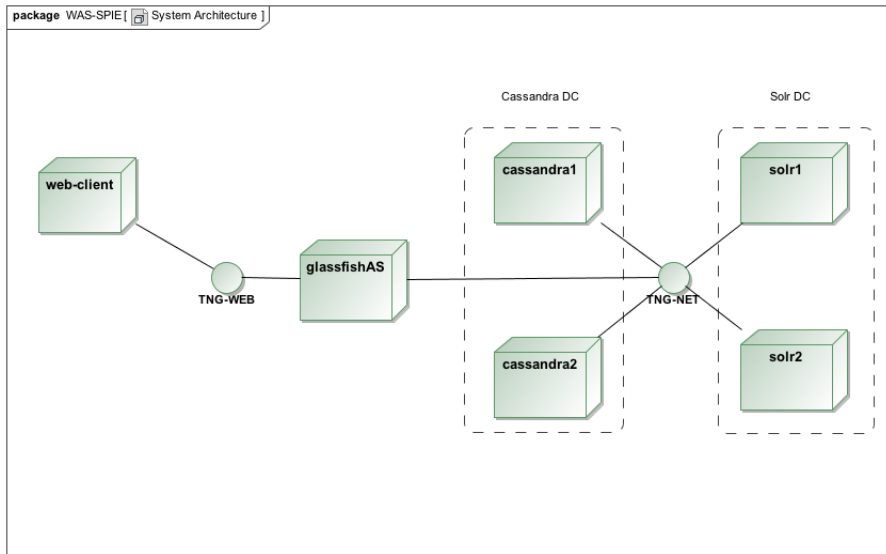 package WAS-SPIE [ System Architecture ]
Cassandra DC
Solr DC
web-client
cassandra1
solr1
glassfishAS
TNG-WEB
TNG-NET
cassandra2
solr2